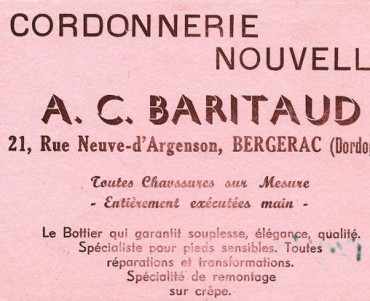 CORDONNERIE
NOUVELL
A. C. BARITAUD
21, Rue Neuve-d'Argenson, BERGERAC (Dordog
Toutes Chaussures sur Mesure
- Entièrement exécutées main -
Le Bottier qui garantit souplesse, élégance, qualité.
Spécialiste pour pieds sensibles. Toutes
réparations et transformations.
Spécialité de remontage
sur crêpe.